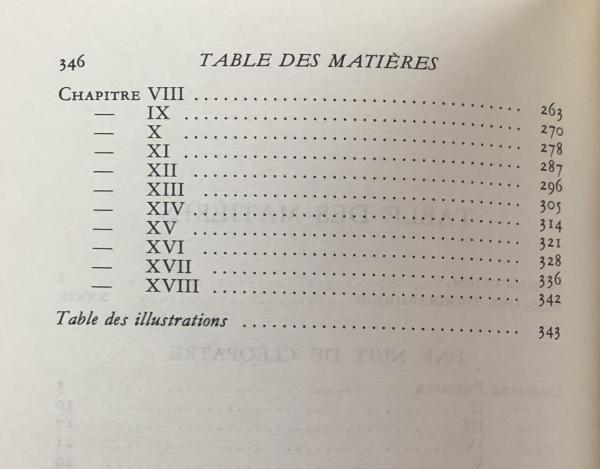 346 TABLE DES MATIÈRES
CHAPITRE VIII ................................. 263
— IX ................................. 270
— X ................................. 278
— XI ................................. 287
— XII ................................. 296
— XIII ................................. 305
— XIV ................................. 314
— XV ................................. 321
— XVI ................................. 328
— XVII ................................. 336
— XVIII ................................. 342
Table des illustrations ............................ 343